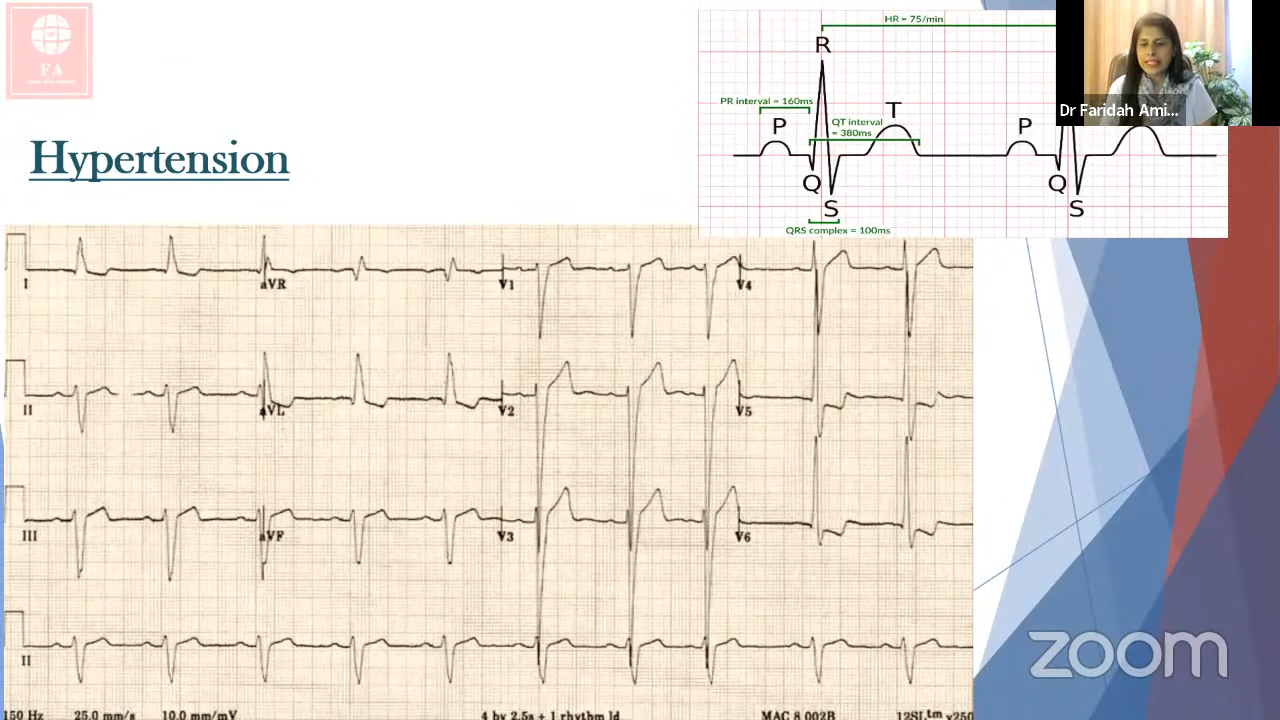 FA
Hypertension
HR = 75/min
R
PR interval = 160ms
P
QT interval
= 380ms
T
P
Q
S
Q
S
QRS complex = 100ms
Dr Faridah Ami...
I
aVR
V1
V4
II
aVL
V2
V5
III
aVF
V3
V6
II
150 Hz 25.0 mm/s 10.0 mm/mV 4 by 2.5s + 1 rhythm ld MAC 8 002B 12SL™ v250
zoom